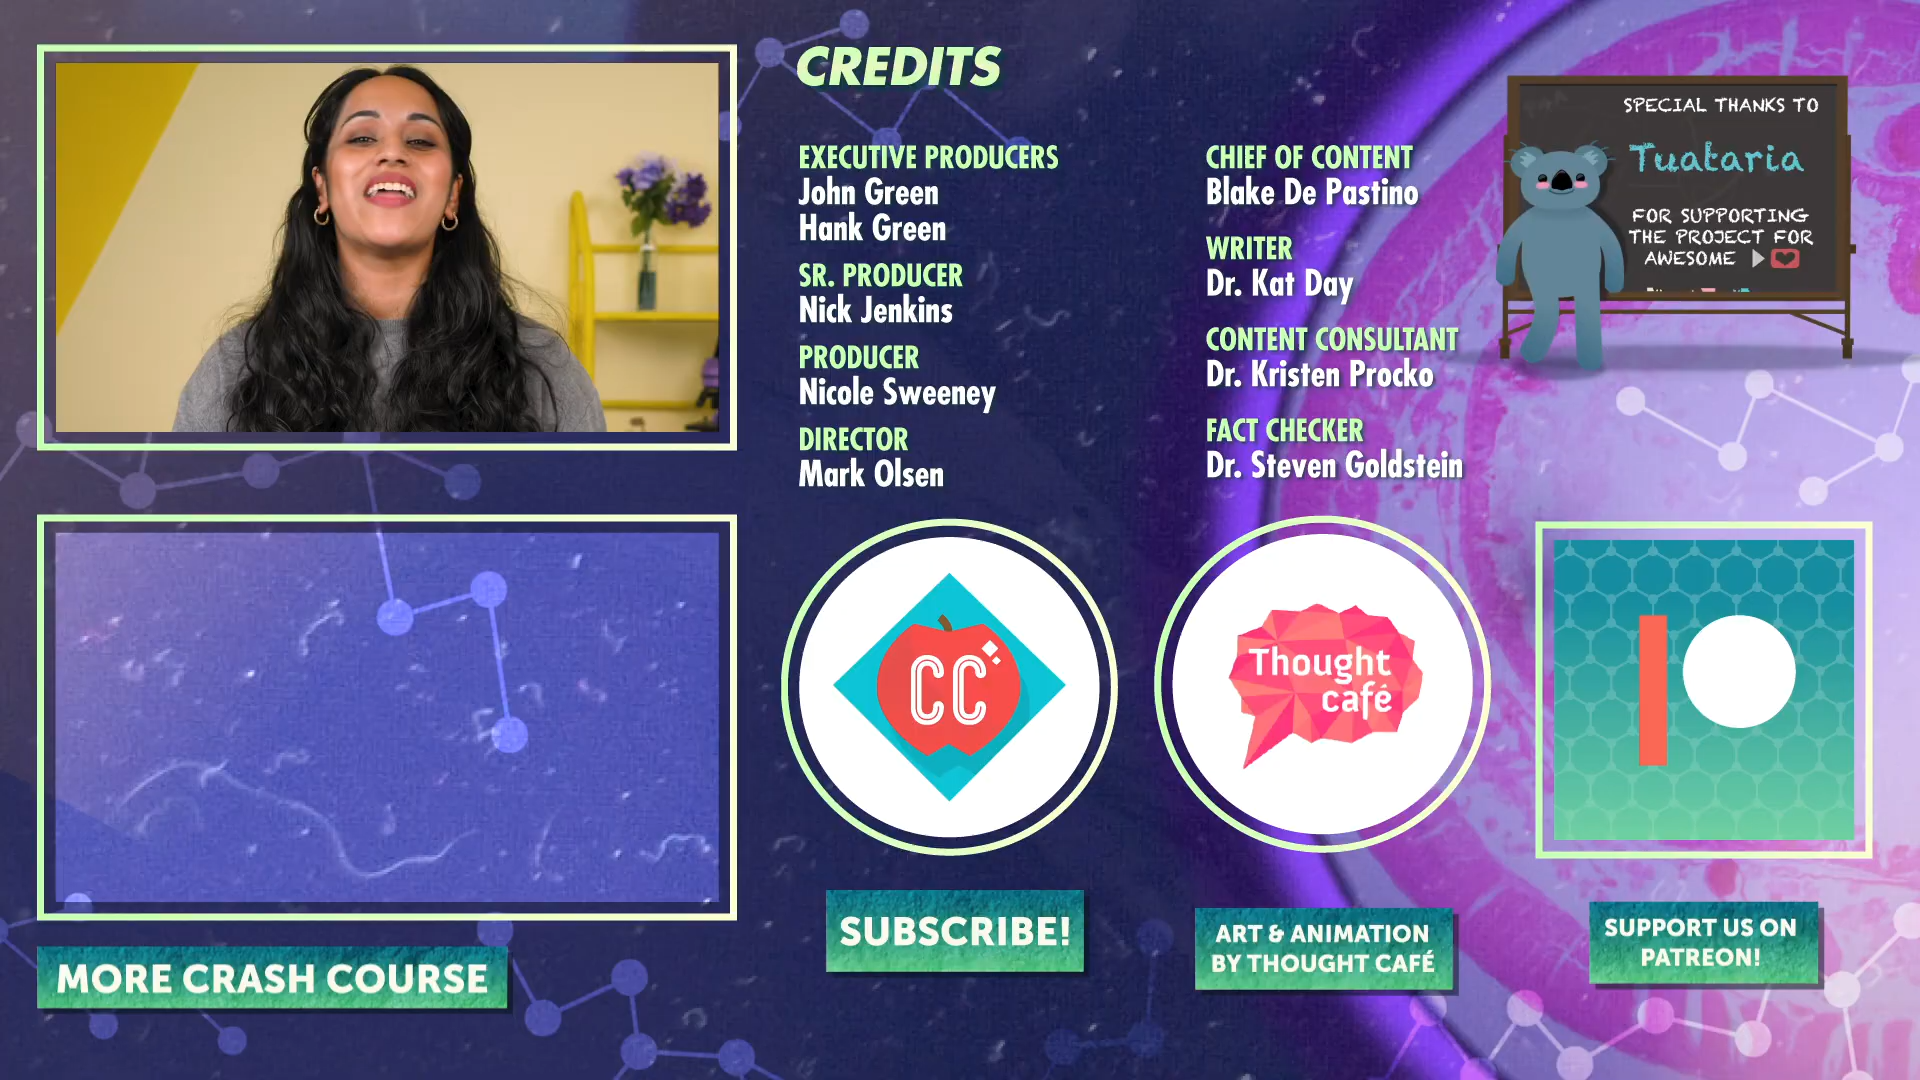 CREDITS
EXECUTIVE PRODUCERS
John Green
Hank Green
SR. PRODUCER
Nick Jenkins
PRODUCER
Nicole Sweeney
DIRECTOR
Mark Olsen
CHIEF OF CONTENT
Blake De Pastino
WRITER
Dr. Kat Day
CONTENT CONSULTANT
Dr. Kristen Procko
FACT CHECKER
Dr. Steven Goldstein
SPECIAL THANKS TO
Tuataria
FOR SUPPORTING
THE PROJECT FOR
AWESOME
CC
Thought
café
MORE CRASH COURSE
SUBSCRIBE!
ART & ANIMATION
BY THOUGHT CAFÉ
SUPPORT US ON
PATREON!